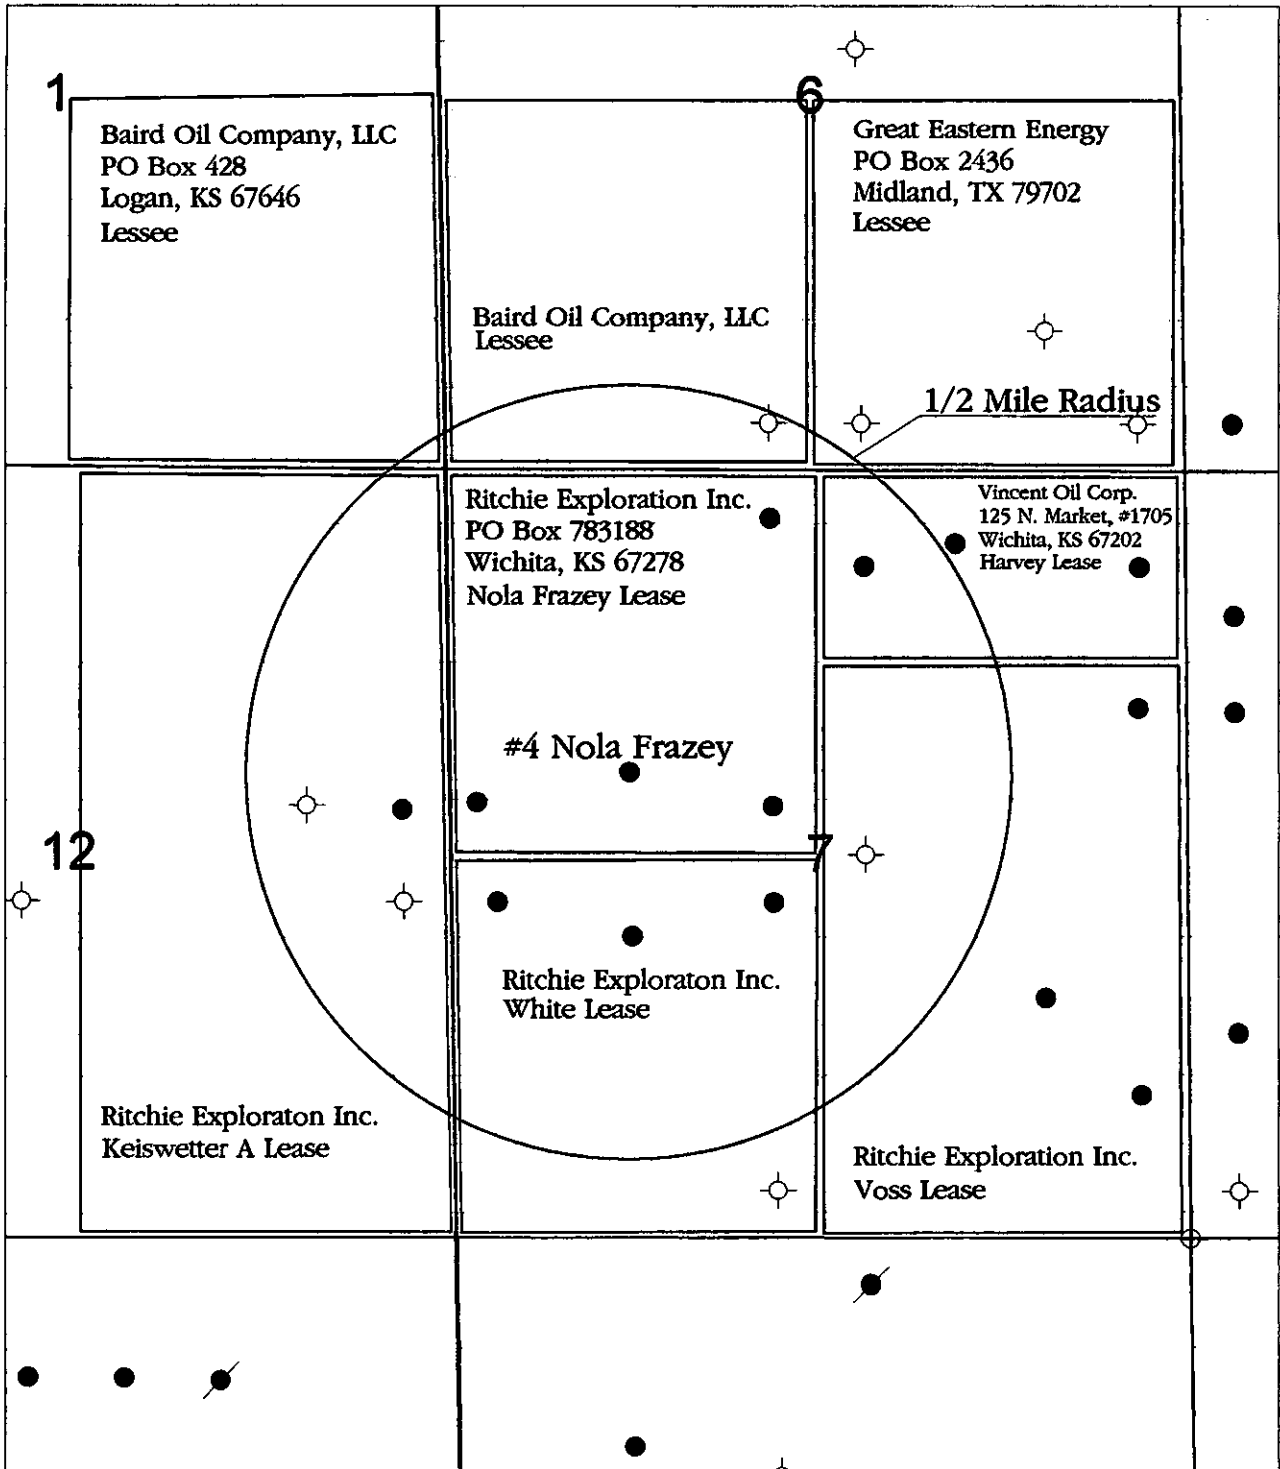 1
6
Baird Oil Company, LLC
PO Box 428
Logan, KS 67646
Lessee
Great Eastern Energy
PO Box 2436
Midland, TX 79702
Lessee
Baird Oil Company, LLC
Lessee
1/2 Mile Radius
Ritchie Exploration Inc.
PO Box 783188
Wichita, KS 67278
Nola Frazey Lease
Vincent Oil Corp.
125 N. Market, #1705
Wichita, KS 67202
Harvey Lease
#4 Nola Frazey
12
7
Ritchie Exploraton Inc.
White Lease
Ritchie Exploraton Inc.
Keiswetter A Lease
Ritchie Exploration Inc.
Voss Lease